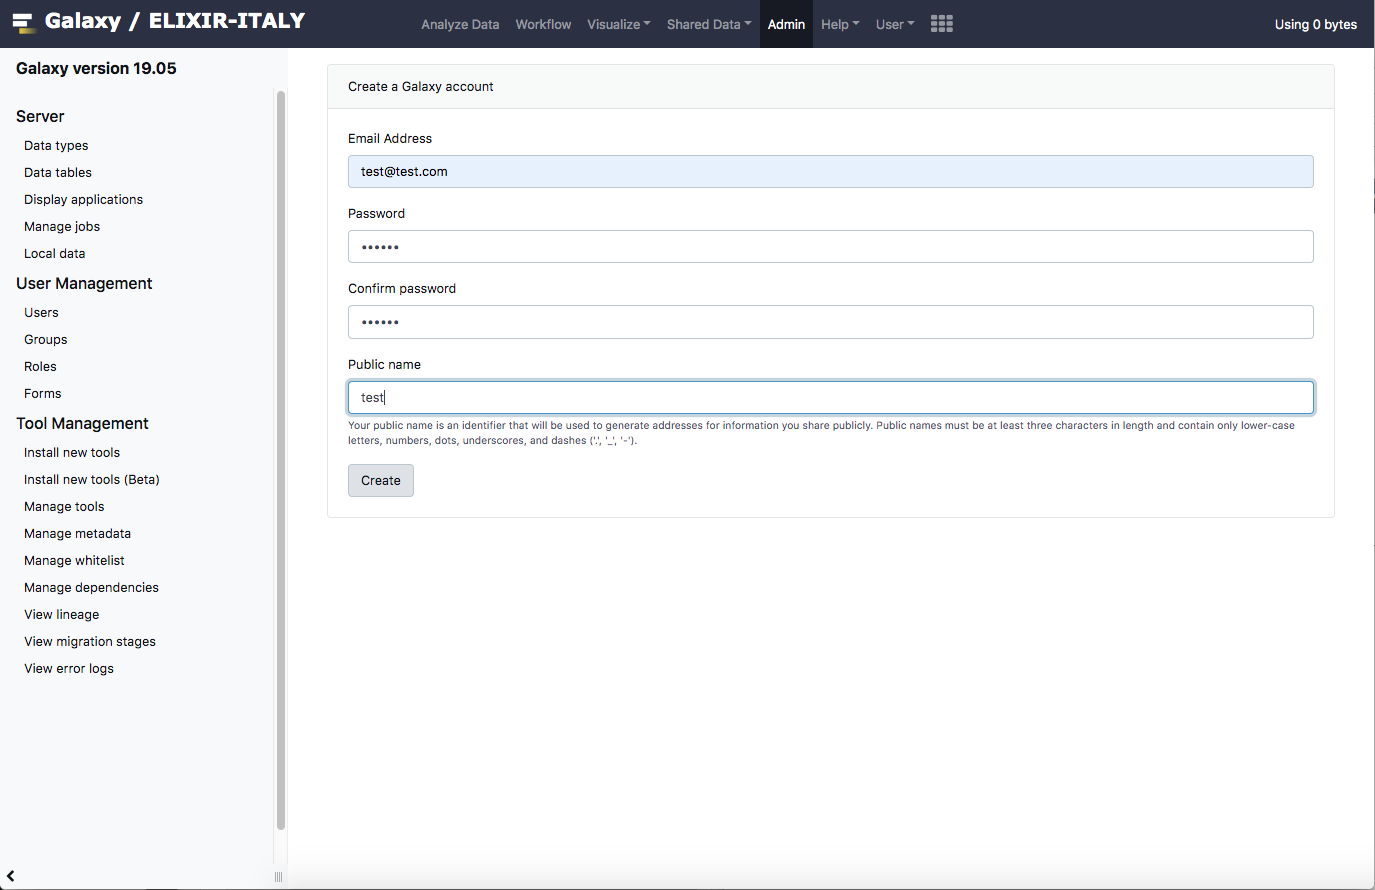 Galaxy / ELIXIR-ITALY
Analyze Data Workflow Visualize Shared Data Admin Help User
Using 0 bytes
Galaxy version 19.05
Server
Data types
Data tables
Display applications
Manage jobs
Local data
User Management
Users
Groups
Roles
Forms
Tool Management
Install new tools
Install new tools (Beta)
Manage tools
Manage metadata
Manage whitelist
Manage dependencies
View lineage
View migration stages
View error logs
Create a Galaxy account
Email Address
test@test.com
Password
••••••
Confirm password
••••••
Public name
test
Your public name is an identifier that will be used to generate addresses for information you share publicly. Public names must be at least three characters in length and contain only lower-case
letters, numbers, dots, underscores, and dashes ('.', '_', '-').
Create